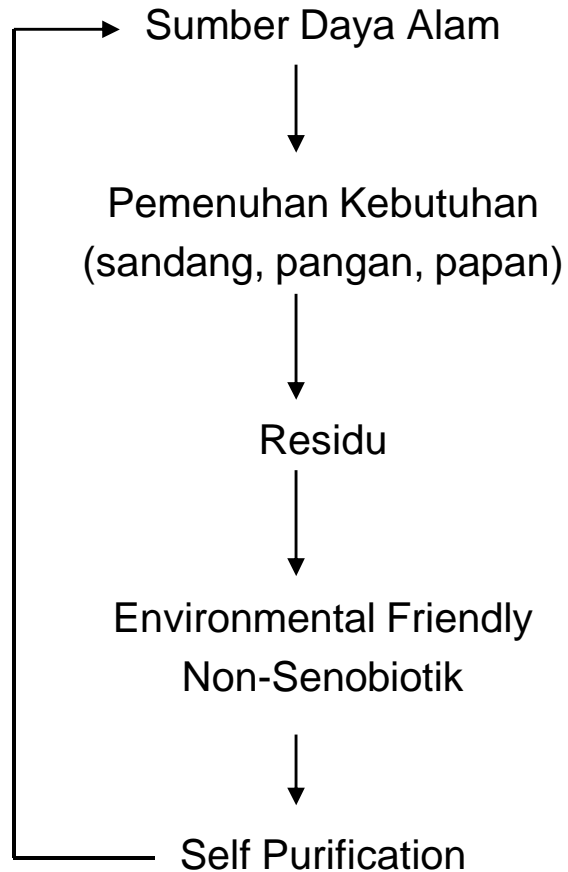 Sumber Daya Alam
Pemenuhan Kebutuhan
(sandang, pangan, papan)
Residu
Environmental Friendly
Non-Senobiotik
Self Purification